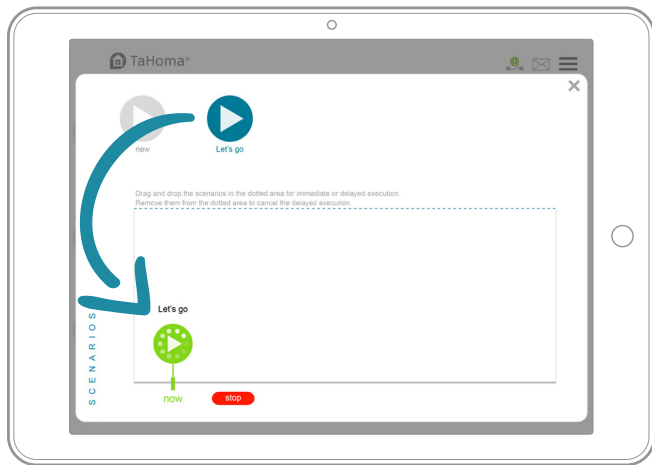 TaHoma®
@
new
Let's go
Drag and drop the scenarios in the dotted area for immediate or delayed execution.
Remove them from the dotted area to cancel the delayed execution.
Let's go
SCENARIOS
now
stop